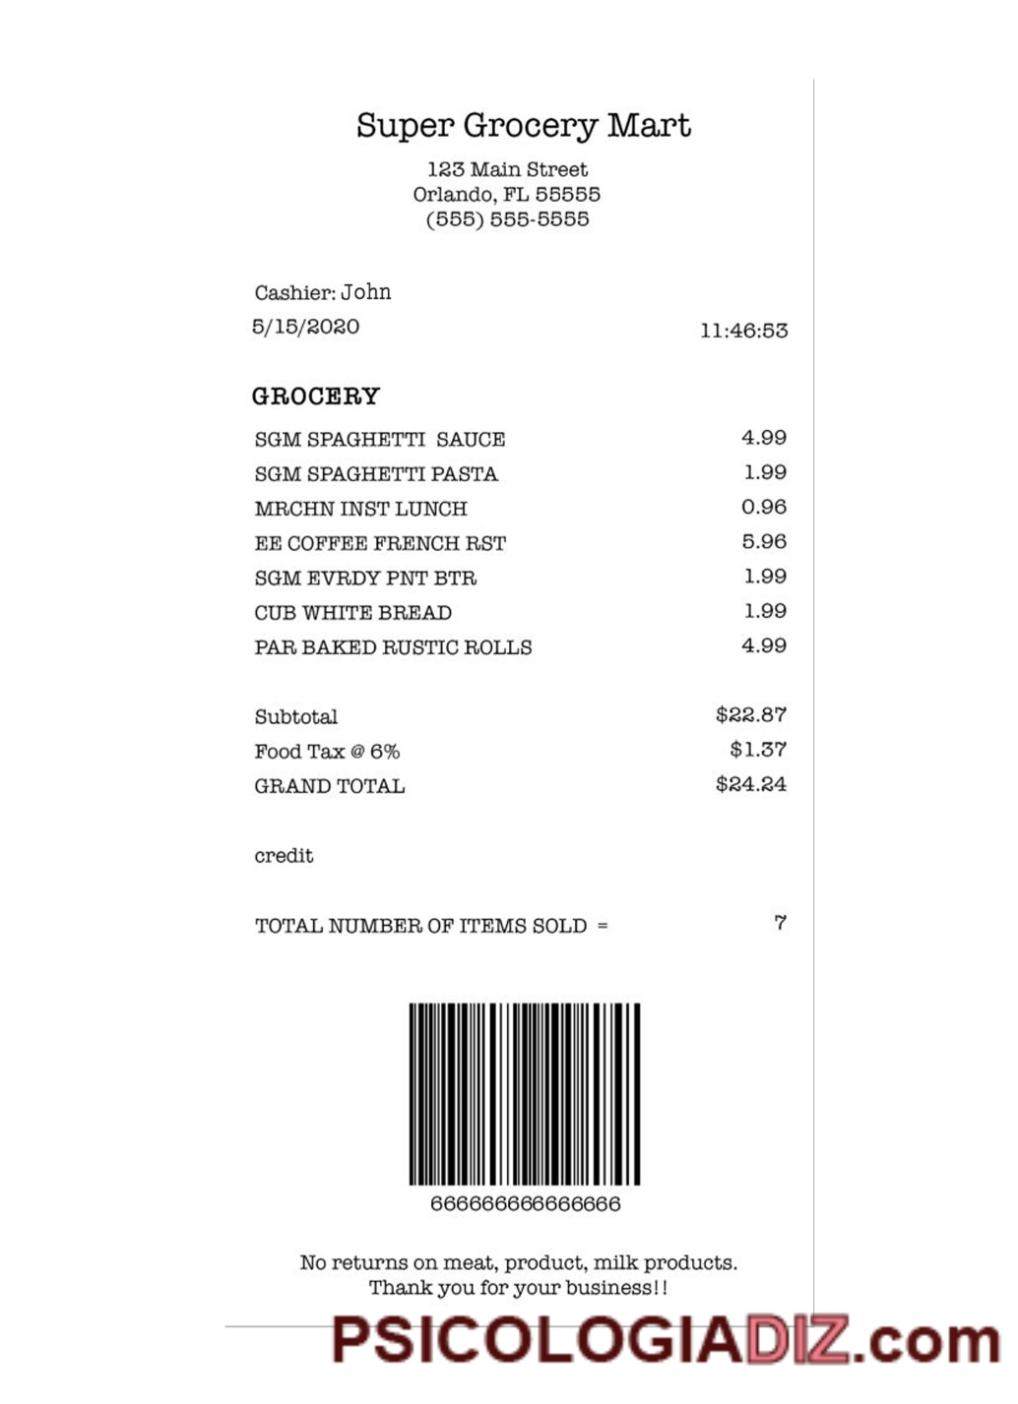 Super Grocery Mart
123 Main Street
Orlando, FL 55555
(555) 555-5555
Cashier: John
5/15/2020 11:46:53
GROCERY
SGM SPAGHETTI SAUCE 4.99
SGM SPAGHETTI PASTA 1.99
MRCHN INST LUNCH 0.96
EE COFFEE FRENCH RST 5.96
SGM EVRDY PNT BTR 1.99
CUB WHITE BREAD 1.99
PAR BAKED RUSTIC ROLLS 4.99
Subtotal $22.87
Food Tax @ 6% $1.37
GRAND TOTAL $24.24
credit
TOTAL NUMBER OF ITEMS SOLD = 7
6666666666666666
No returns on meat, product, milk products.
Thank you for your business!!
PSICOLOGIADIZ.com